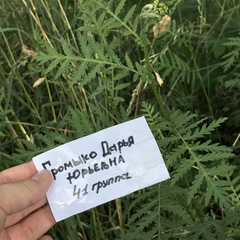 Громыко Дарья
Юрьевна
41 группа